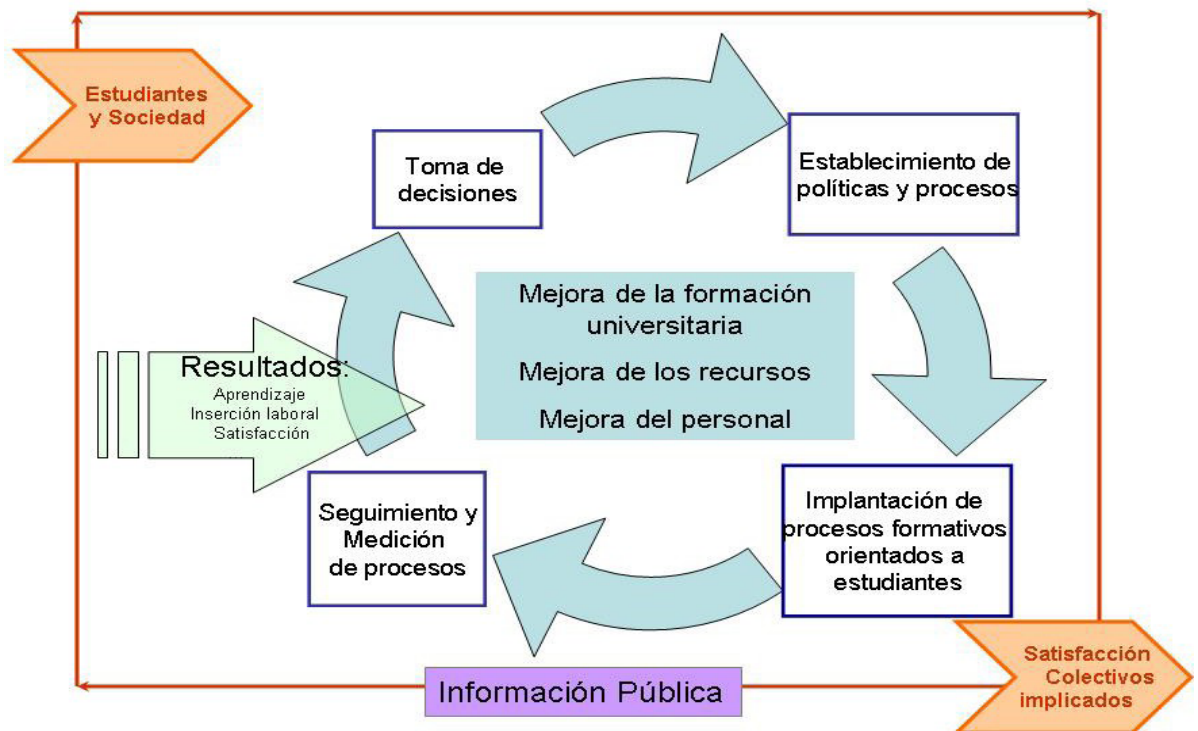 Estudiantes
y Sociedad
Toma de
decisiones
Establecimiento de
políticas y procesos
Mejora de la formación
universitaria
Mejora de los recursos
Mejora del personal
Resultados:
Aprendizaje
Inserción laboral
Satisfacción
...
Seguimiento y
Medición
de procesos
Implantación de
procesos formativos
orientados a
estudiantes
Información Pública
Satisfacción
Colectivos
implicados